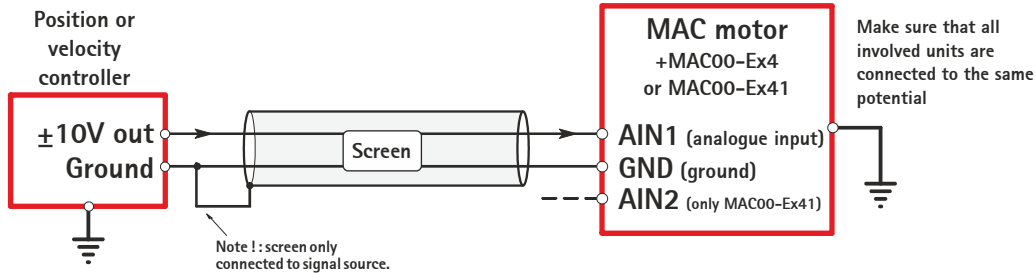 Position or
velocity
controller
±10V out
Ground
Screen
Note ! : screen only
connected to signal source.
MAC motor
+MAC00-Ex4
or MAC00-Ex41
AIN1 (analogue input)
GND (ground)
AIN2 (only MAC00-Ex41)
Make sure that all
involved units are
connected to the same
potential